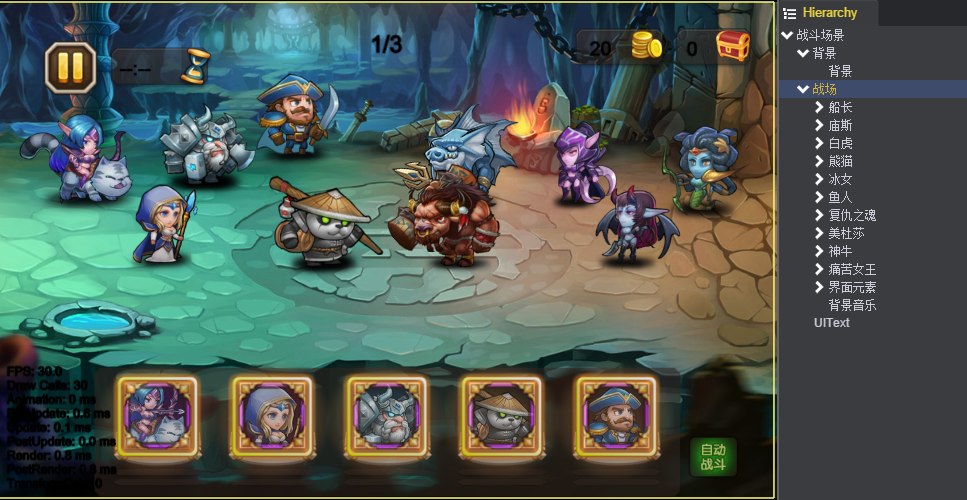 Hierarchy
战斗场景
背景
背景
战场
船长
庙斯
白虎
熊猫
冰女
鱼人
复仇之魂
美杜莎
神牛
痛苦女王
界面元素
背景音乐
UIText
1/3
--:--
20
0
FPS: 30.0
Draw Calls: 30
Animation: 0 ms
Update: 0.6 ms
Update: 0.1 ms
PostUpdate: 0.0 ms
Render: 0.8 ms
PostRender: 0.8 ms
自动
战斗